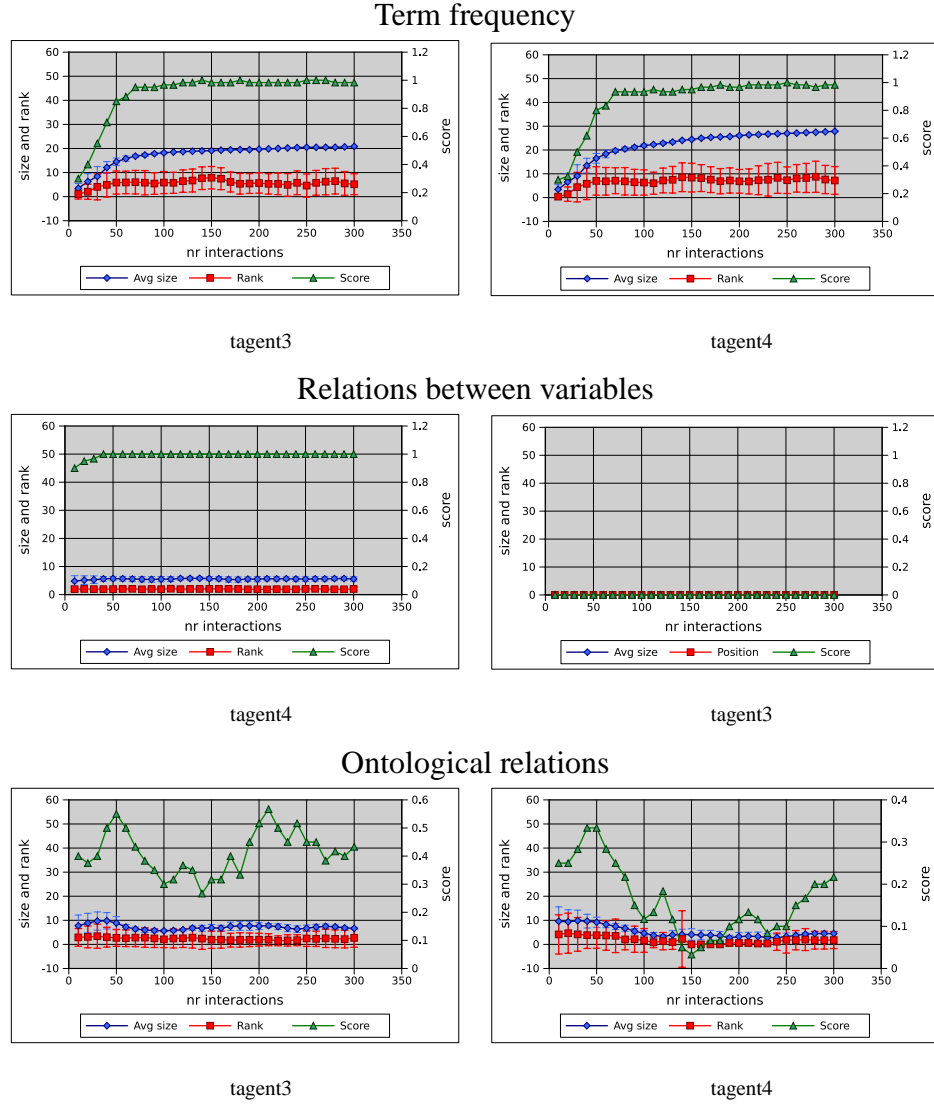 Term frequency
60 50 40 30 20 10 0 -10
size and rank
1.2 1 0.8 0.6 0.4 0.2 0
score
0 50 100 150 200 250 300 350
nr interactions
Avg size Rank Score
tagent3
60 50 40 30 20 10 0 -10
size and rank
1.2 1 0.8 0.6 0.4 0.2 0
score
0 50 100 150 200 250 300 350
nr interactions
Avg size Rank Score
tagent4
Relations between variables
60 50 40 30 20 10 0
size and rank
1.2 1 0.8 0.6 0.4 0.2 0
score
0 50 100 150 200 250 300 350
nr interactions
Avg size Rank Score
tagent4
60 50 40 30 20 10 0
size and rank
1.2 1 0.8 0.6 0.4 0.2 0
score
0 50 100 150 200 250 300 350
nr interactions
Avg size Position Score
tagent3
Ontological relations
60 50 40 30 20 10 0 -10
size and rank
0.6 0.5 0.4 0.3 0.2 0.1 0
score
0 50 100 150 200 250 300 350
nr interactions
Avg size Rank Score
tagent3
60 50 40 30 20 10 0 -10
size and rank
0.4 0.3 0.2 0.1 0
score
0 50 100 150 200 250 300 350
nr interactions
Avg size Rank Score
tagent4